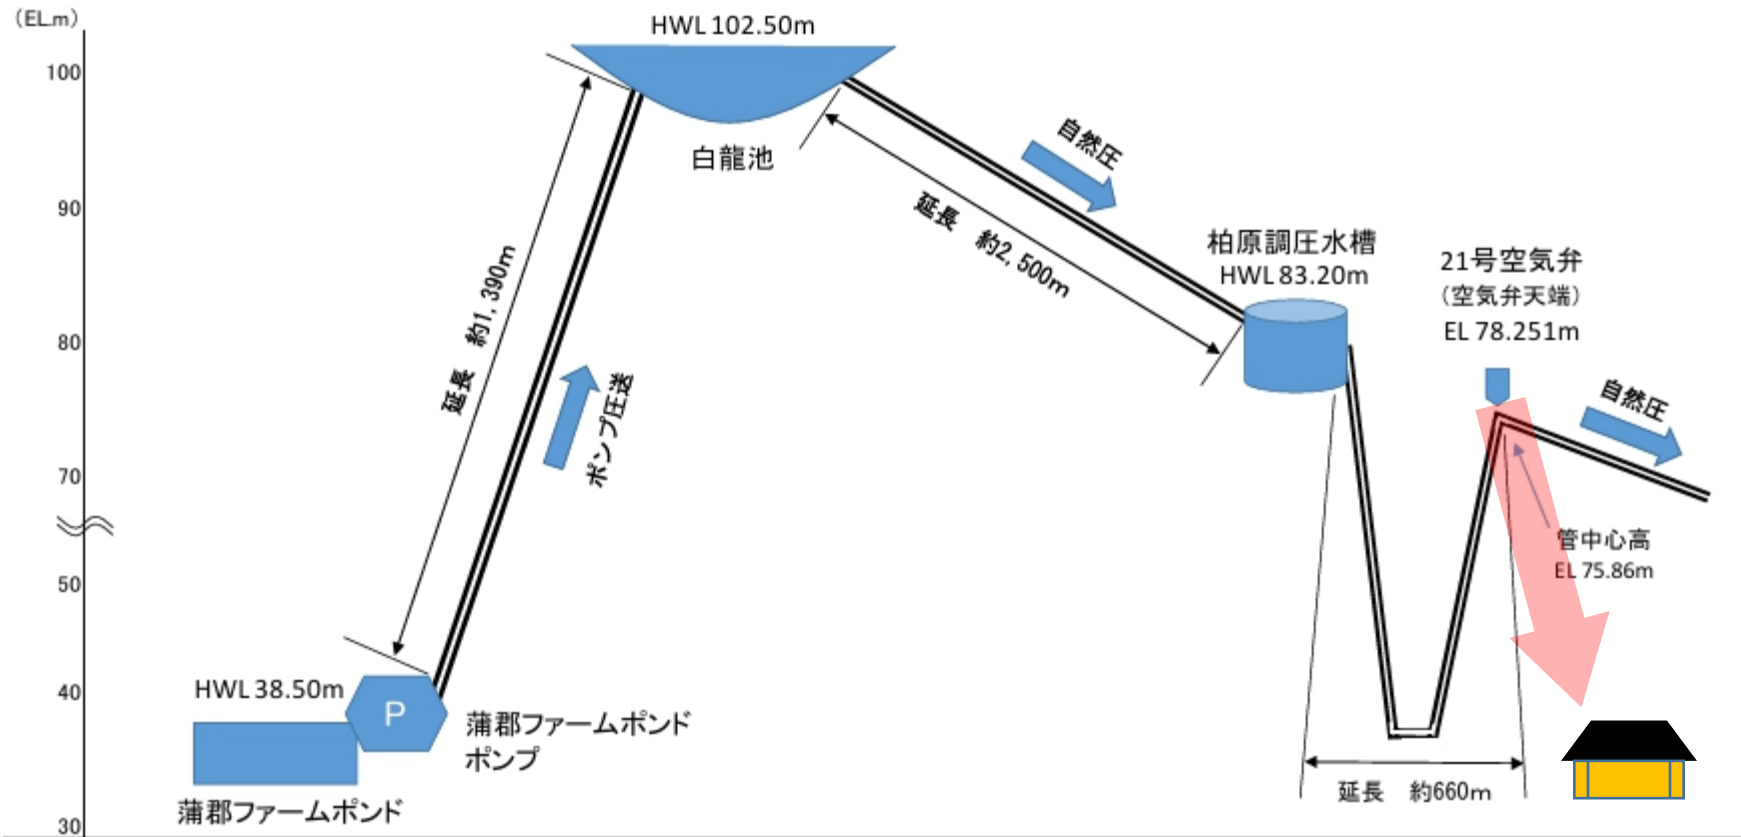 (EL.m)
100
90
80
70
50
40
30
HWL 102.50m
白龍池
延長　約1,390m
ポンプ圧送
HWL 38.50m
P
蒲郡ファームポンド
ポンプ
蒲郡ファームポンド
自然圧
延長　約2,500m
柏原調圧水槽
HWL 83.20m
21号空気弁
(空気弁天端)
EL 78.251m
自然圧
管中心高
EL 75.86m
延長　約660m